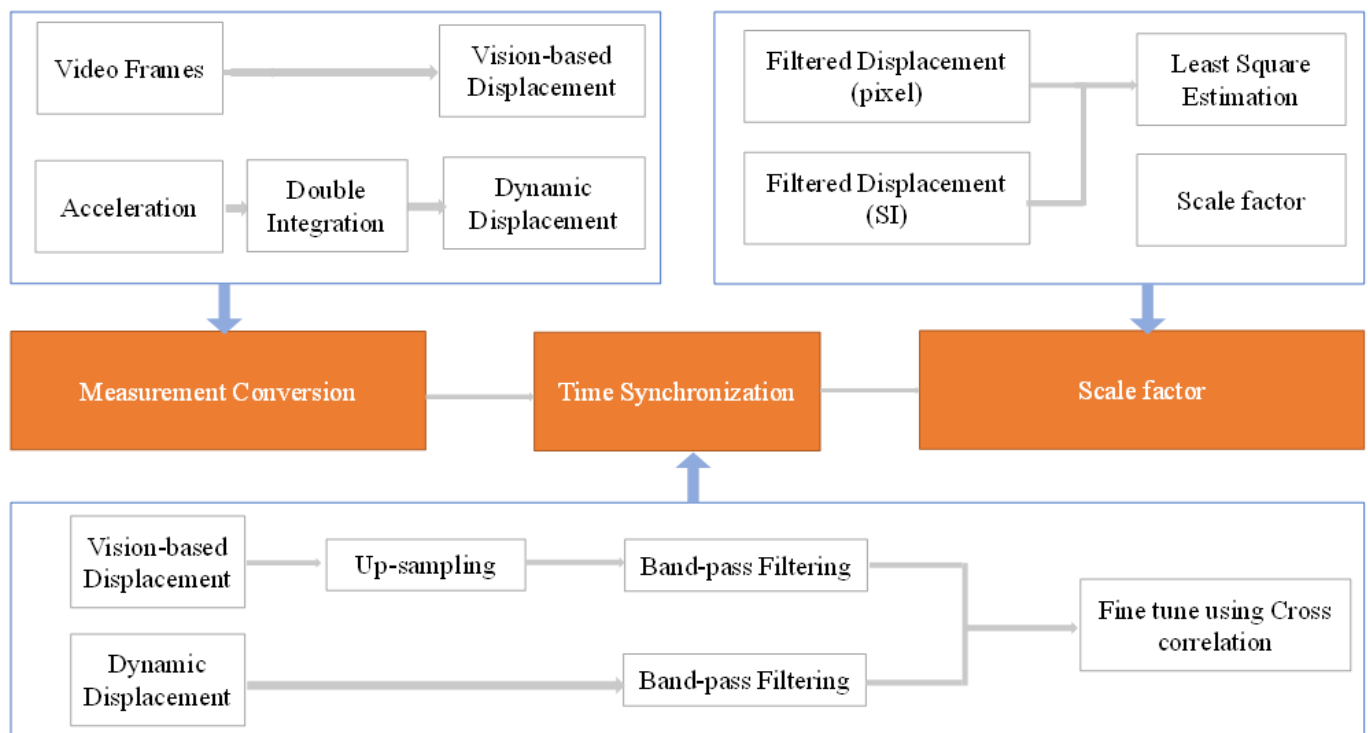 Video Frames
Vision-based
Displacement
Acceleration
Double
Integration
Dynamic
Displacement
Filtered Displacement
(pixel)
Least Square
Estimation
Filtered Displacement
(SI)
Scale factor
Measurement Conversion
Time Synchronization
Scale factor
Vision-based
Displacement
Up-sampling
Band-pass Filtering
Fine tune using Cross
correlation
Dynamic
Displacement
Band-pass Filtering